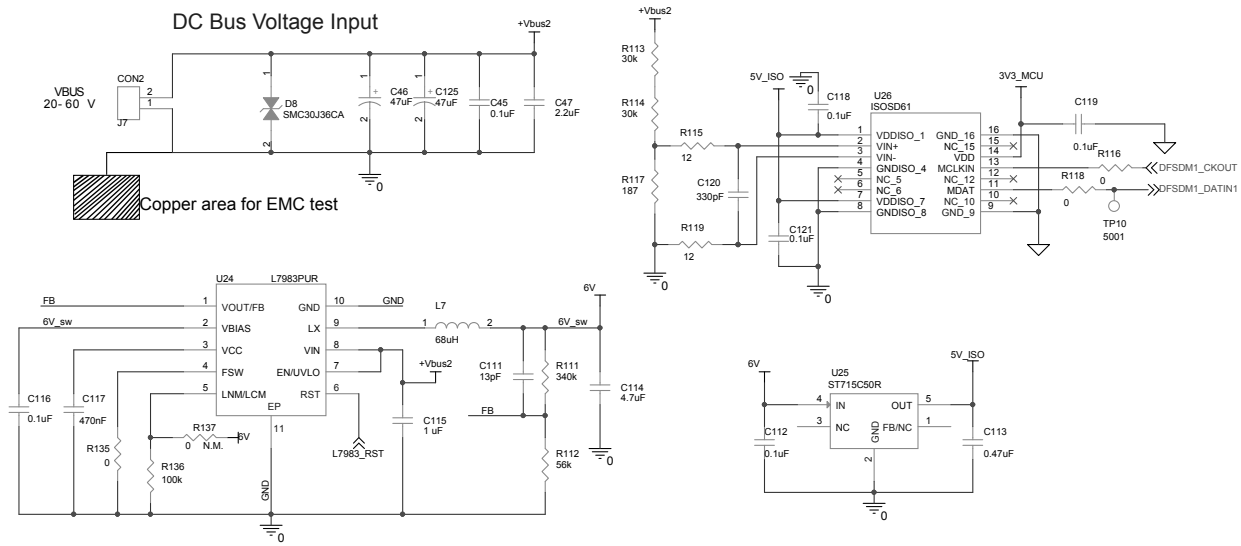 DC Bus Voltage Input
+Vbus2
VBUS
20- 60 V
CON2
2
1
J7
1
D8
SMC30J36CA
2
1
+
C46
47uF
2
1
+
C125
47uF
2
C45
0.1uF
C47
2.2uF
0
Copper area for EMC test
+Vbus2
R113
30k
R114
30k
R115
12
R117
187
C120
330pF
R119
12
0
5V_ISO
0
C118
0.1uF
C121
0.1uF
0
U26
ISOSD61
1 VDDISO_1 GND_16 16
2 VIN+ NC_15 15
3 VIN- VDD 14
4 GNDISO_4 MCLKIN 13
5 NC_5 NC_12 12
6 NC_6 MDAT 11
7 VDDISO_7 NC_10 10
8 GNDISO_8 GND_9 9
3V3_MCU
C119
0.1uF
R116
0
DFSDM1_CKOUT
R118
0
DFSDM1_DATIN1
TP10
5001
U24 L7983PUR
FB 1 VOUT/FB GND 10 GND
6V_sw 2 VBIAS LX 9
3 VCC VIN 8
4 FSW EN/UVLO 7
5 LNM/LCM RST 6
EP
11
GND
C116
0.1uF
C117
470nF
R135
0
R137
0 N.M.
6V
R136
100k
L7983_RST
0
+Vbus2
C115
1 uF
L7
1 2
68uH
6V_sw
6V
C111
13pF
R111
340k
FB
R112
56k
C114
4.7uF
0
6V
5V_ISO
U25
ST715C50R
4 IN OUT 5
3 NC FB/NC 1
GND
2
C112
0.1uF
C113
0.47uF
0